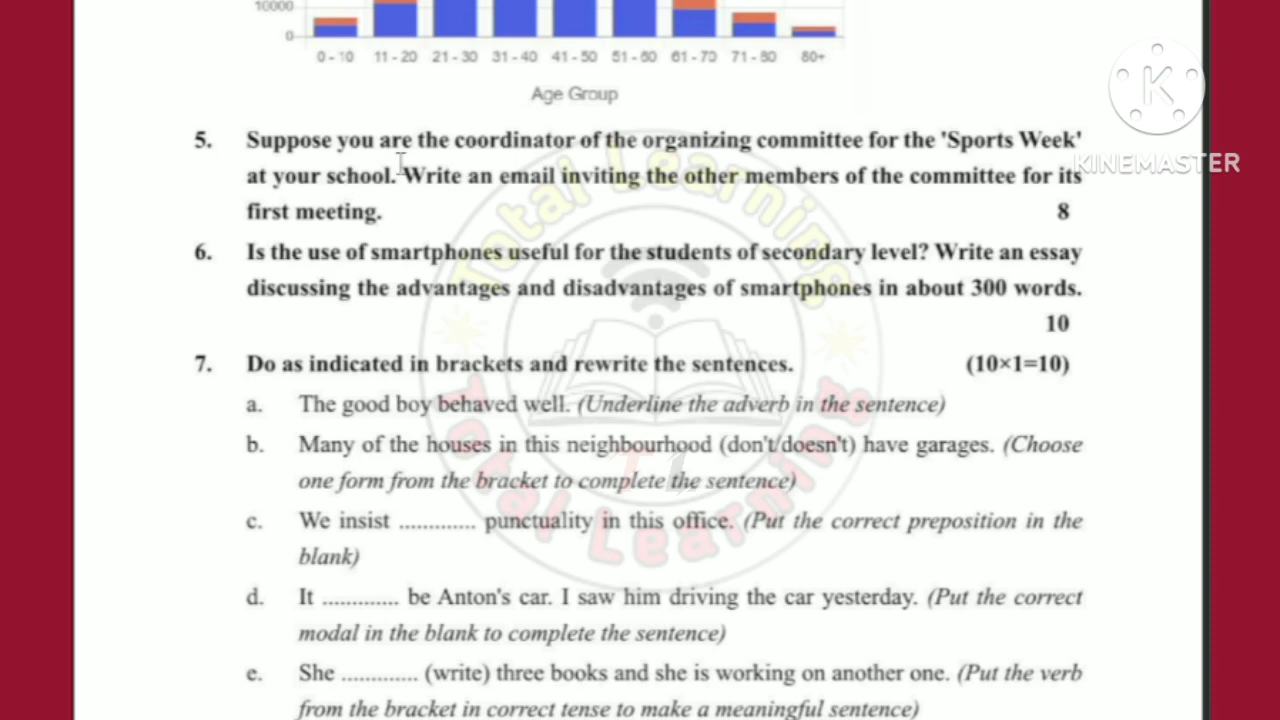 10000
0
0 - 10 11 - 20 21 - 30 31 - 40 41 - 50 51 - 60 61 - 70 71 - 80 80+
Age Group
K
KINEMASTER
5. Suppose you are the coordinator of the organizing committee for the 'Sports Week'
at your school. Write an email inviting the other members of the committee for its
first meeting. 8
6. Is the use of smartphones useful for the students of secondary level? Write an essay
discussing the advantages and disadvantages of smartphones in about 300 words.
10
7. Do as indicated in brackets and rewrite the sentences. (10×1=10)
a. The good boy behaved well. (Underline the adverb in the sentence)
b. Many of the houses in this neighbourhood (don't/doesn't) have garages. (Choose
one form from the bracket to complete the sentence)
c. We insist ............. punctuality in this office. (Put the correct preposition in the
blank)
d. It ............. be Anton's car. I saw him driving the car yesterday. (Put the correct
modal in the blank to complete the sentence)
e. She ............. (write) three books and she is working on another one. (Put the verb
from the bracket in correct tense to make a meaningful sentence)
Total Learning
TL
Total Learning